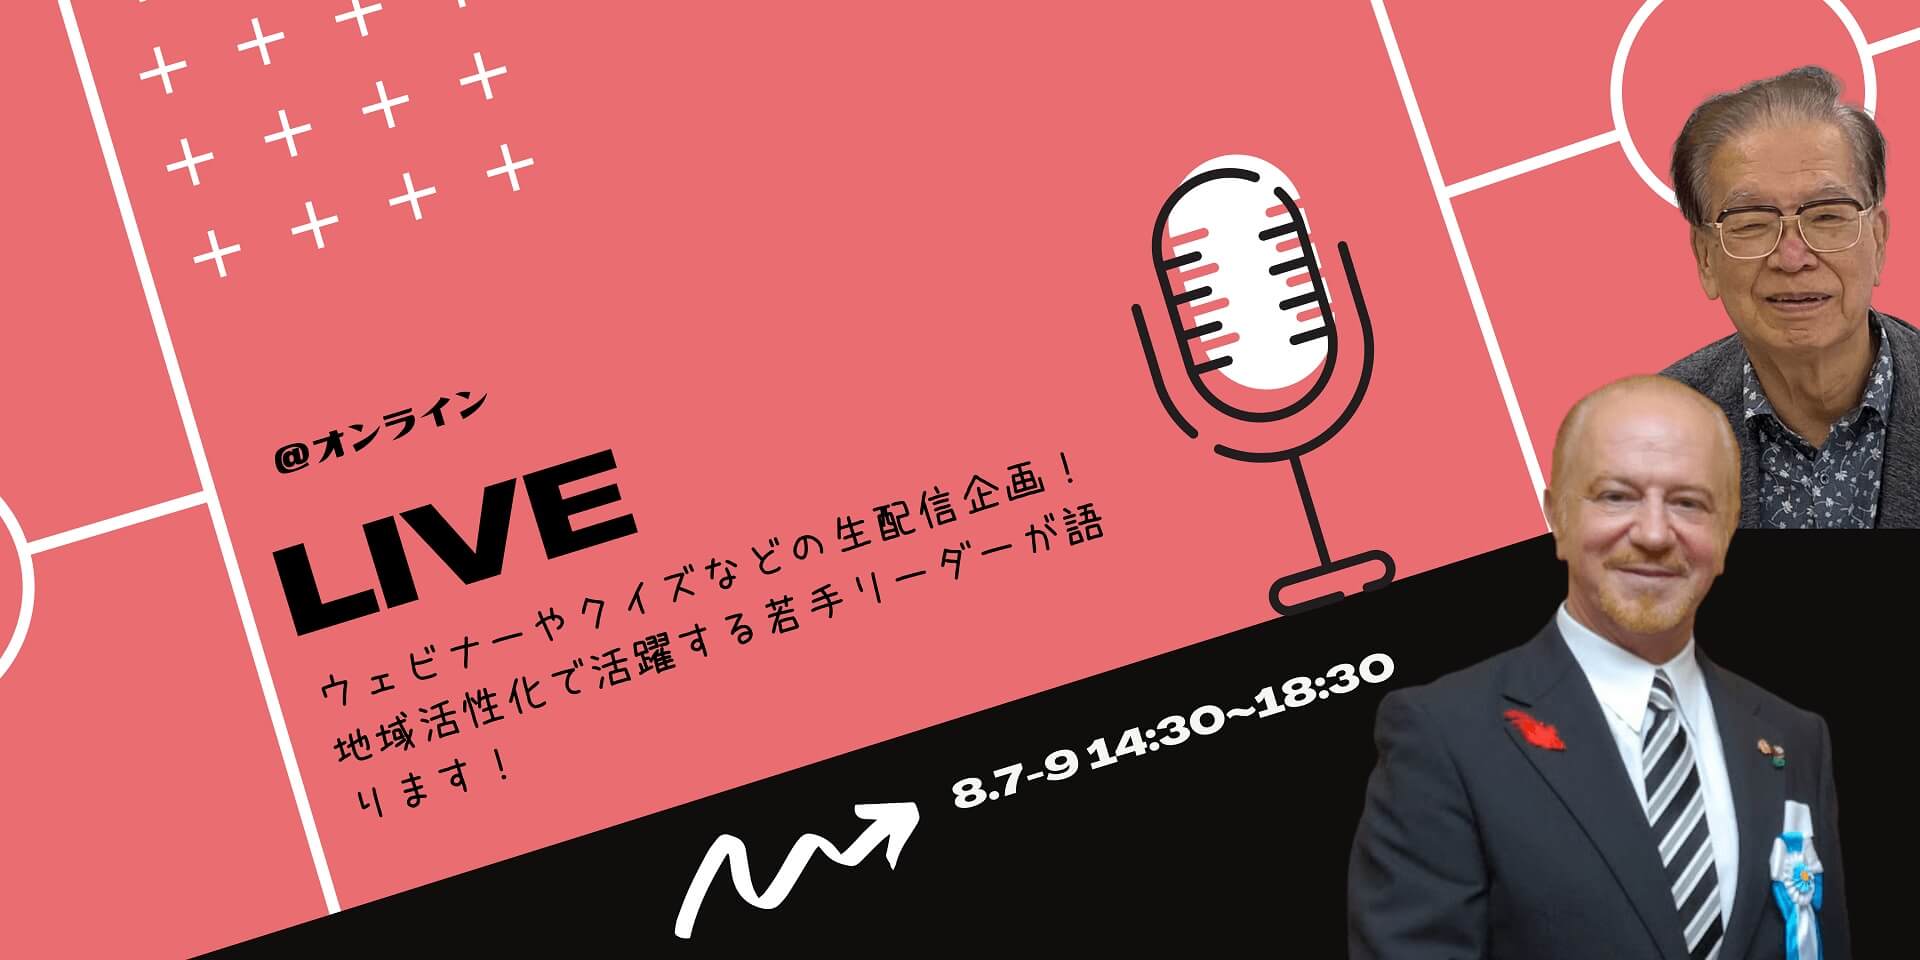 @オンライン
LIVE
ウェビナーやクイズなどの生配信企画！
地域活性化で活躍する若手リーダーが語
ります！
8.7-9 14:30~18:30